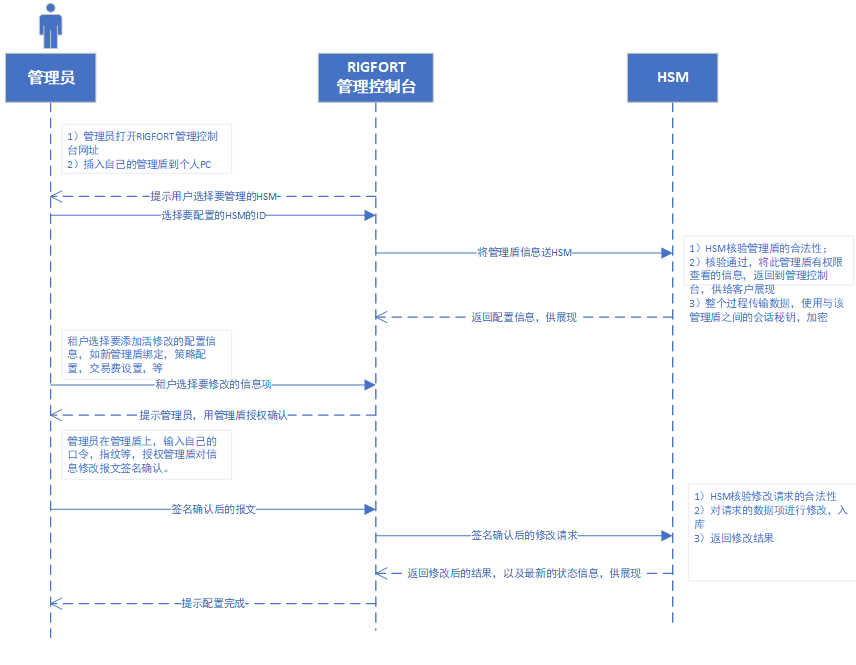 管理员
RIGFORT
管理控制台
HSM
1）管理员打开RIGFORT管理控制
台网址
2）插入自己的管理盾到个人PC
提示用户选择要管理的HSM
选择要配置的HSM的ID
将管理盾信息送HSM
1）HSM核验管理盾的合法性；
2）核验通过，将此管理盾有权限
查看的信息，返回到管理控制
台，供给客户展现
3）整个过程传输数据，使用与该
管理盾之间的会话秘钥，加密
返回配置信息，供展现
租户选择要添加活修改的配置信
息，如新管理盾绑定，策略配
置，交易费设置，等
租户选择要修改的信息项
提示管理员，用管理盾授权确认
管理员在管理盾上，输入自己的
口令，指纹等，授权管理盾对信
息修改报文签名确认。
签名确认后的报文
1）HSM核验修改请求的合法性
2）对请求的数据项进行修改，入
库
3）返回修改结果
签名确认后的修改请求
返回修改后的结果，以及最新的状态信息，供展现
提示配置完成